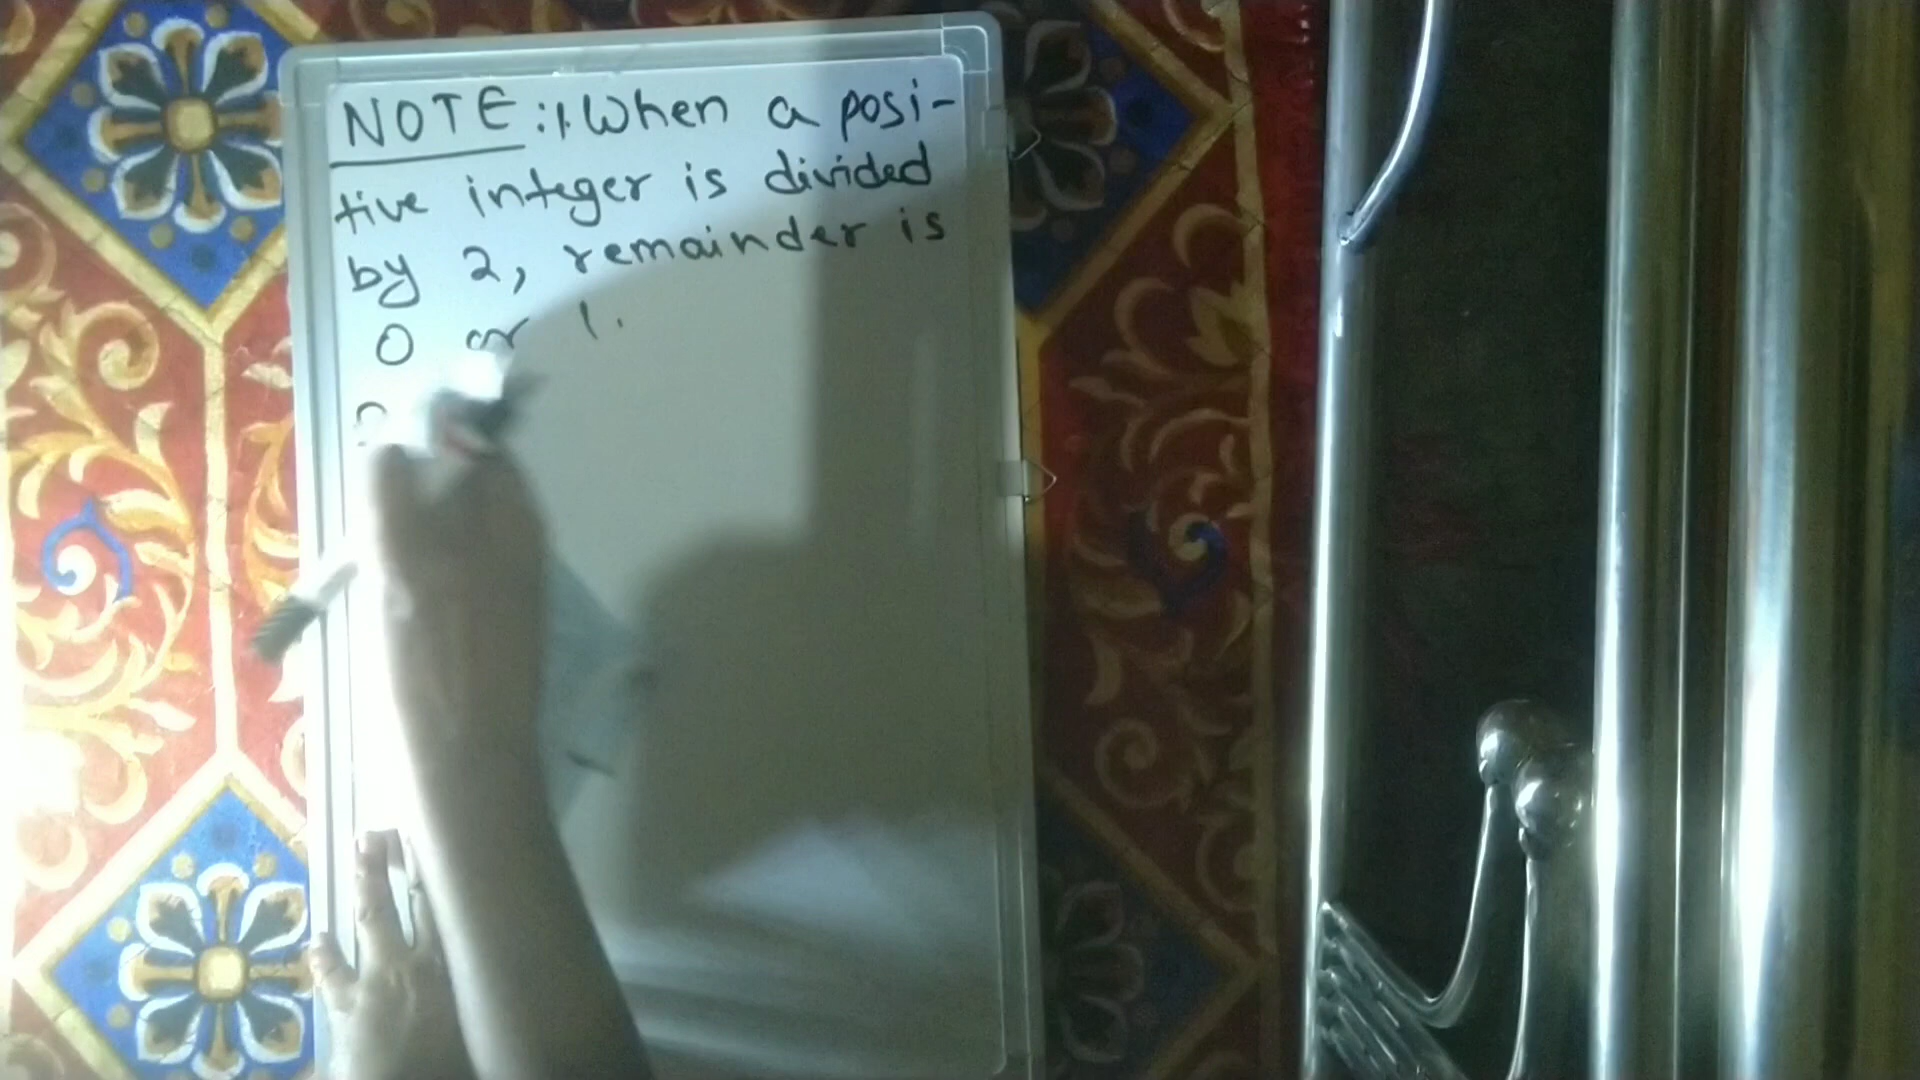 NOTE :1. When a posi-
tive integer is divided
by 2, remainder is
0 or 1.